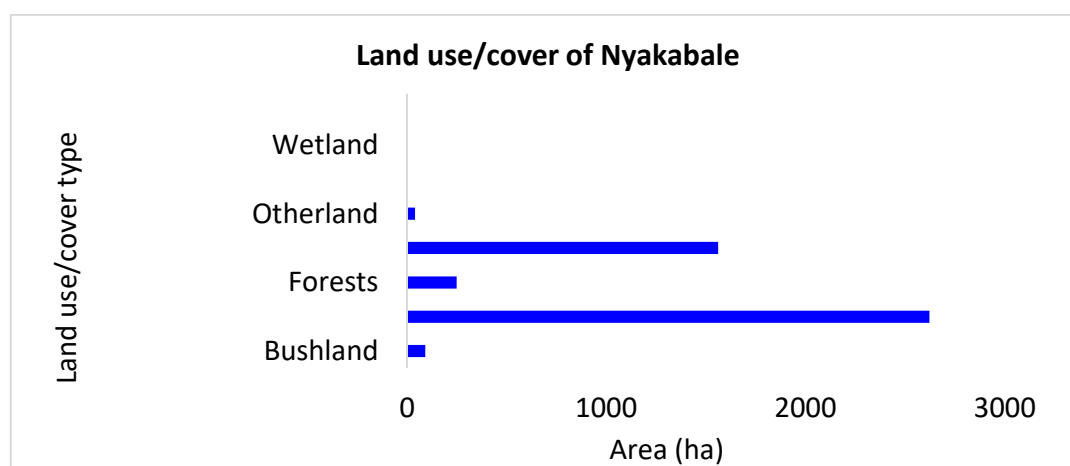 Land use/cover of Nyakabale
Land use/cover type
Wetland
Otherland
Forests
Bushland
0 1000 2000 3000
Area (ha)